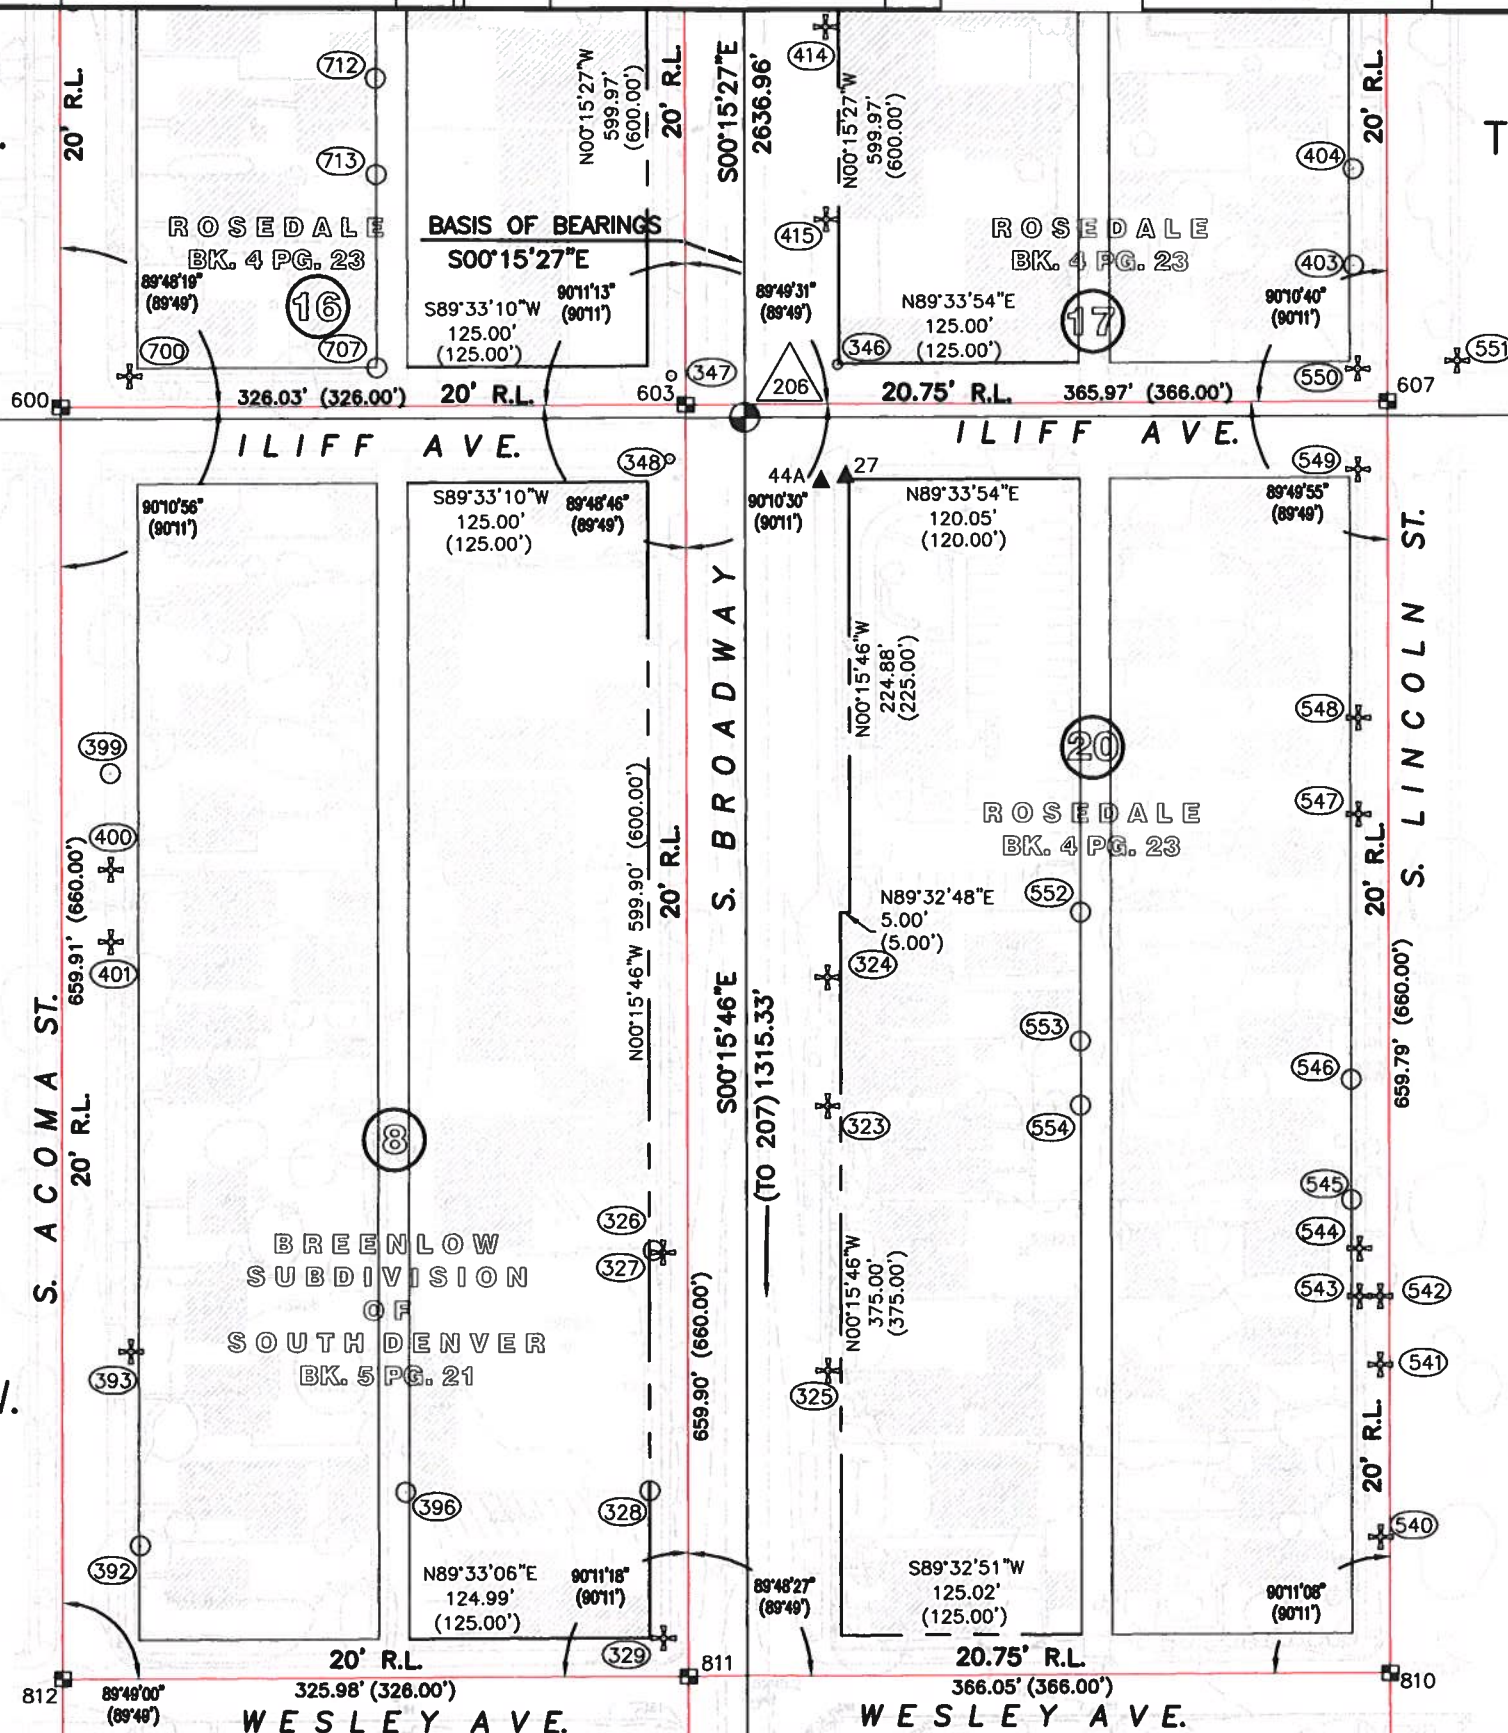 20' R.L.
712
713
N00°15'27"W
599.97'
(600.00')
20' R.L.
S00°15'27"E
2636.96'
414
N00°15'27"W
599.97'
(600.00')
415
20' R.L.
404
403
T
ROSEDALE
BK. 4 PG. 23
16
BASIS OF BEARINGS
S00°15'27"E
ROSEDALE
BK. 4 PG. 23
17
89°48'19"
(89°49')
S89°33'10"W
125.00'
(125.00')
90°11'13"
(90°11')
89°49'31"
(89°49')
N89°33'54"E
125.00'
(125.00')
90°10'40"
(90°11')
700
707
347
206
346
550
551
600
326.03' (326.00')
20' R.L.
603
20.75' R.L.
365.97' (366.00')
607
ILIFF AVE.
ILIFF AVE.
348
44A
27
549
90°10'56"
(90°11')
S89°33'10"W
125.00'
(125.00')
89°48'46"
(89°49')
90°10'30"
(90°11')
N89°33'54"E
120.05'
(120.00')
89°49'55"
(89°49')
S. BROADWAY
S. LINCOLN ST.
N00°15'46"W
224.88'
(225.00')
548
20
399
547
ROSEDALE
BK. 4 PG. 23
400
401
659.91' (660.00')
N00°15'46"W 599.90' (600.00')
20' R.L.
20' R.L.
N89°32'48"E
5.00'
(5.00')
552
324
S00°15'46"E
(TO 207) 1315.33'
553
546
659.79' (660.00')
S. ACOMA ST.
20' R.L.
8
323
554
545
326
327
544
543
542
BREENLOW
SUBDIVISION
OF
SOUTH DENVER
BK. 5 PG. 21
N00°15'46"W
375.00'
(375.00')
659.90' (660.00')
541
393
325
20' R.L.
396
328
540
392
N89°33'06"E
124.99'
(125.00')
90°11'18"
(90°11')
89°48'27"
(89°49')
S89°32'51"W
125.02'
(125.00')
90°11'08"
(90°11')
329
20' R.L.
811
20.75' R.L.
812
89°49'00"
(89°49')
325.98' (326.00')
366.05' (366.00')
810
WESLEY AVE.
WESLEY AVE.